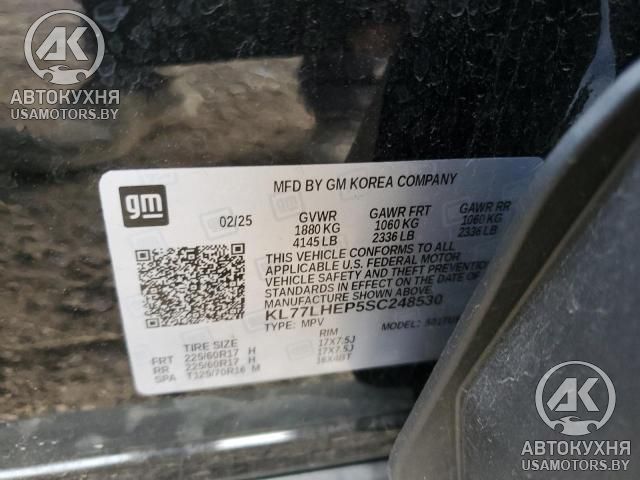 АК
АВТОКУХНЯ
USAMOTORS.BY
gm
MFD BY GM KOREA COMPANY
02/25
GVWR GAWR FRT GAWR RR
1880 KG 1060 KG 1060 KG
4145 LB 2336 LB 2336 LB
THIS VEHICLE CONFORMS TO ALL
APPLICABLE U.S. FEDERAL MOTOR
VEHICLE SAFETY AND THEFT PREVENTION
STANDARDS IN EFFECT ON THE DATE OF
KL77LHEP5SC248530
TYPE: MPV MODEL:
TIRE SIZE RIM
FRT 225/60R17 H 17X7.5J
RR 225/60R17 H 17X7.5J
SPA T125/70R16 M 16X4BT
АК
АВТОКУХНЯ
USAMOTORS.BY